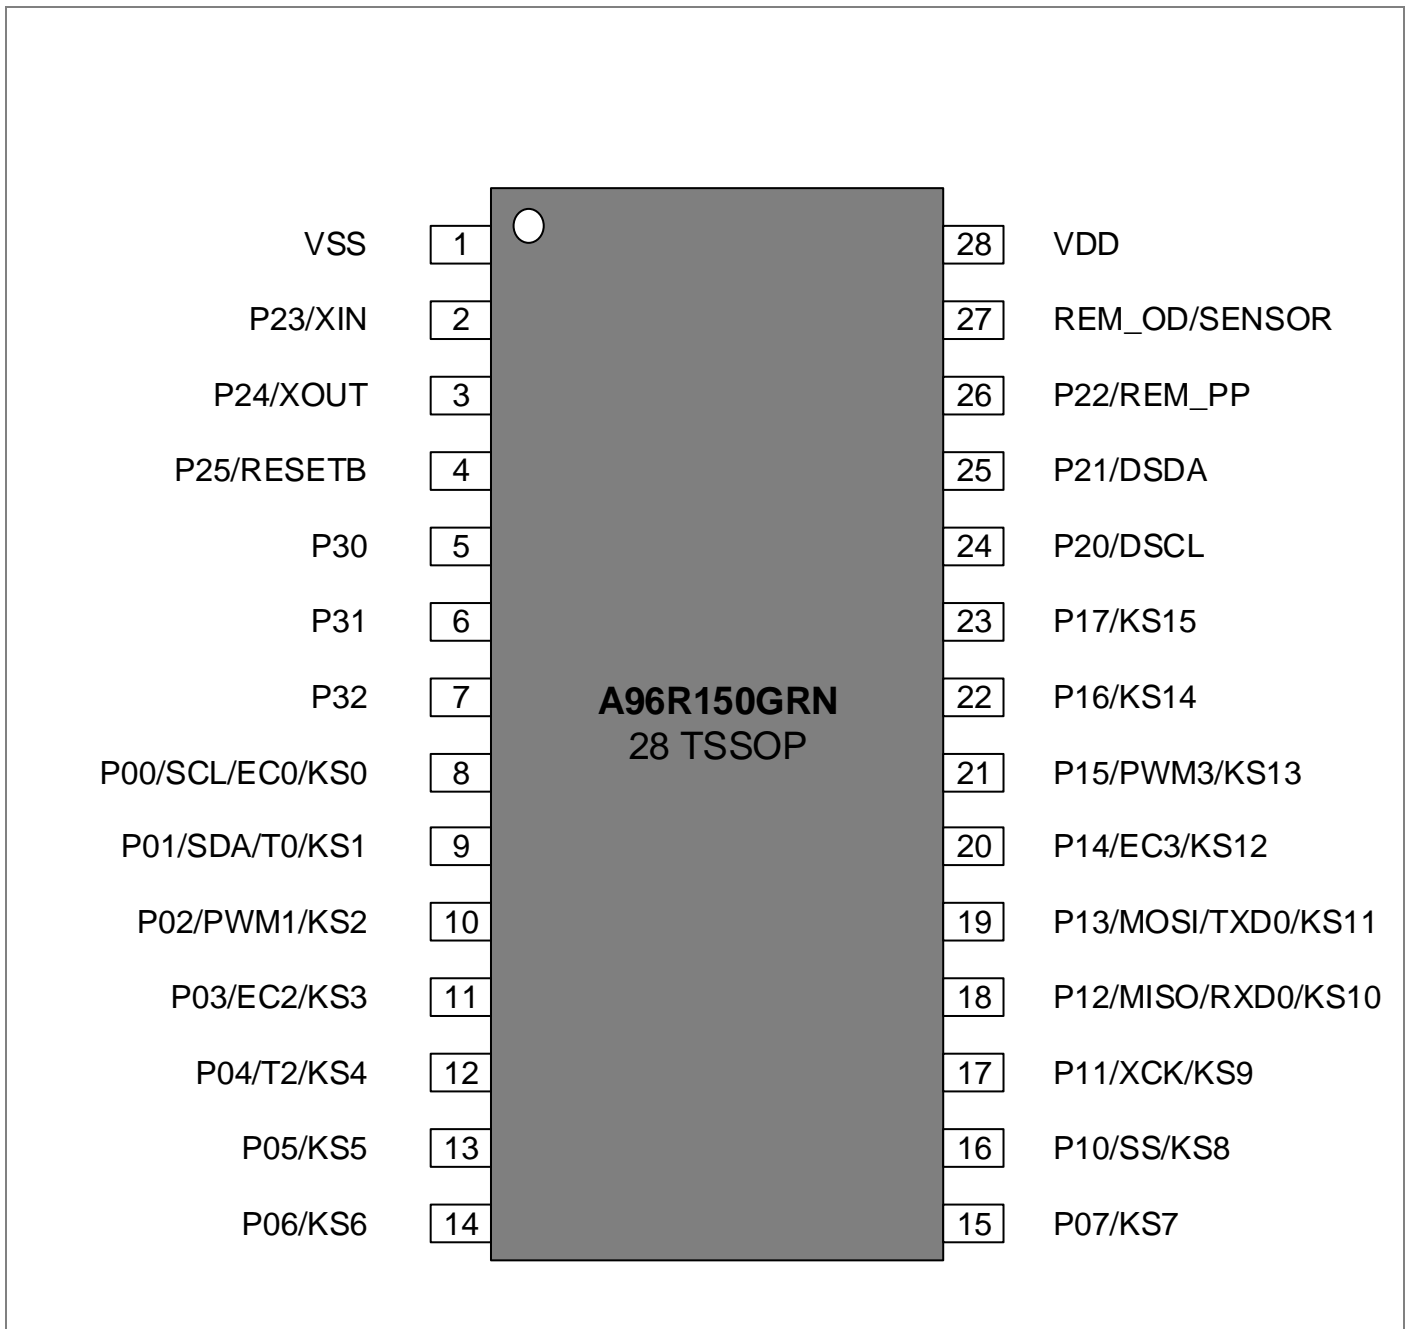 VSS 1 28 VDD
P23/XIN 2 27 REM_OD/SENSOR
P24/XOUT 3 26 P22/REM_PP
P25/RESETB 4 25 P21/DSDA
P30 5 24 P20/DSCL
P31 6 23 P17/KS15
P32 7 A96R150GRN 22 P16/KS14
28 TSSOP
P00/SCL/EC0/KS0 8 21 P15/PWM3/KS13
P01/SDA/T0/KS1 9 20 P14/EC3/KS12
P02/PWM1/KS2 10 19 P13/MOSI/TXD0/KS11
P03/EC2/KS3 11 18 P12/MISO/RXD0/KS10
P04/T2/KS4 12 17 P11/XCK/KS9
P05/KS5 13 16 P10/SS/KS8
P06/KS6 14 15 P07/KS7